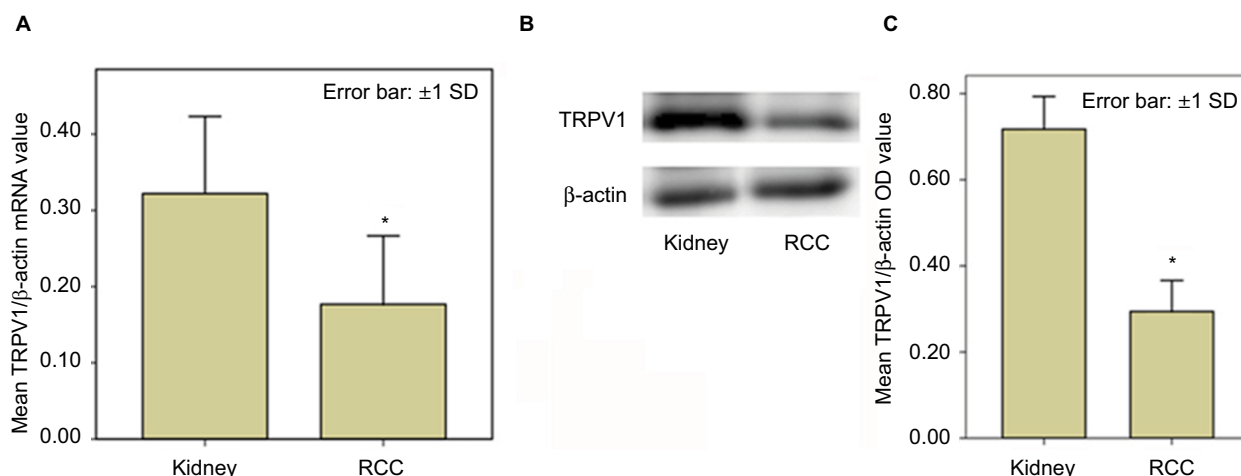 A
Mean TRPV1/β-actin mRNA value
0.40
0.30
0.20
0.10
0.00
Error bar: ±1 SD
*
Kidney
RCC
B
TRPV1
β-actin
Kidney
RCC
C
Mean TRPV1/β-actin OD value
0.80
0.60
0.40
0.20
0.00
Error bar: ±1 SD
*
Kidney
RCC